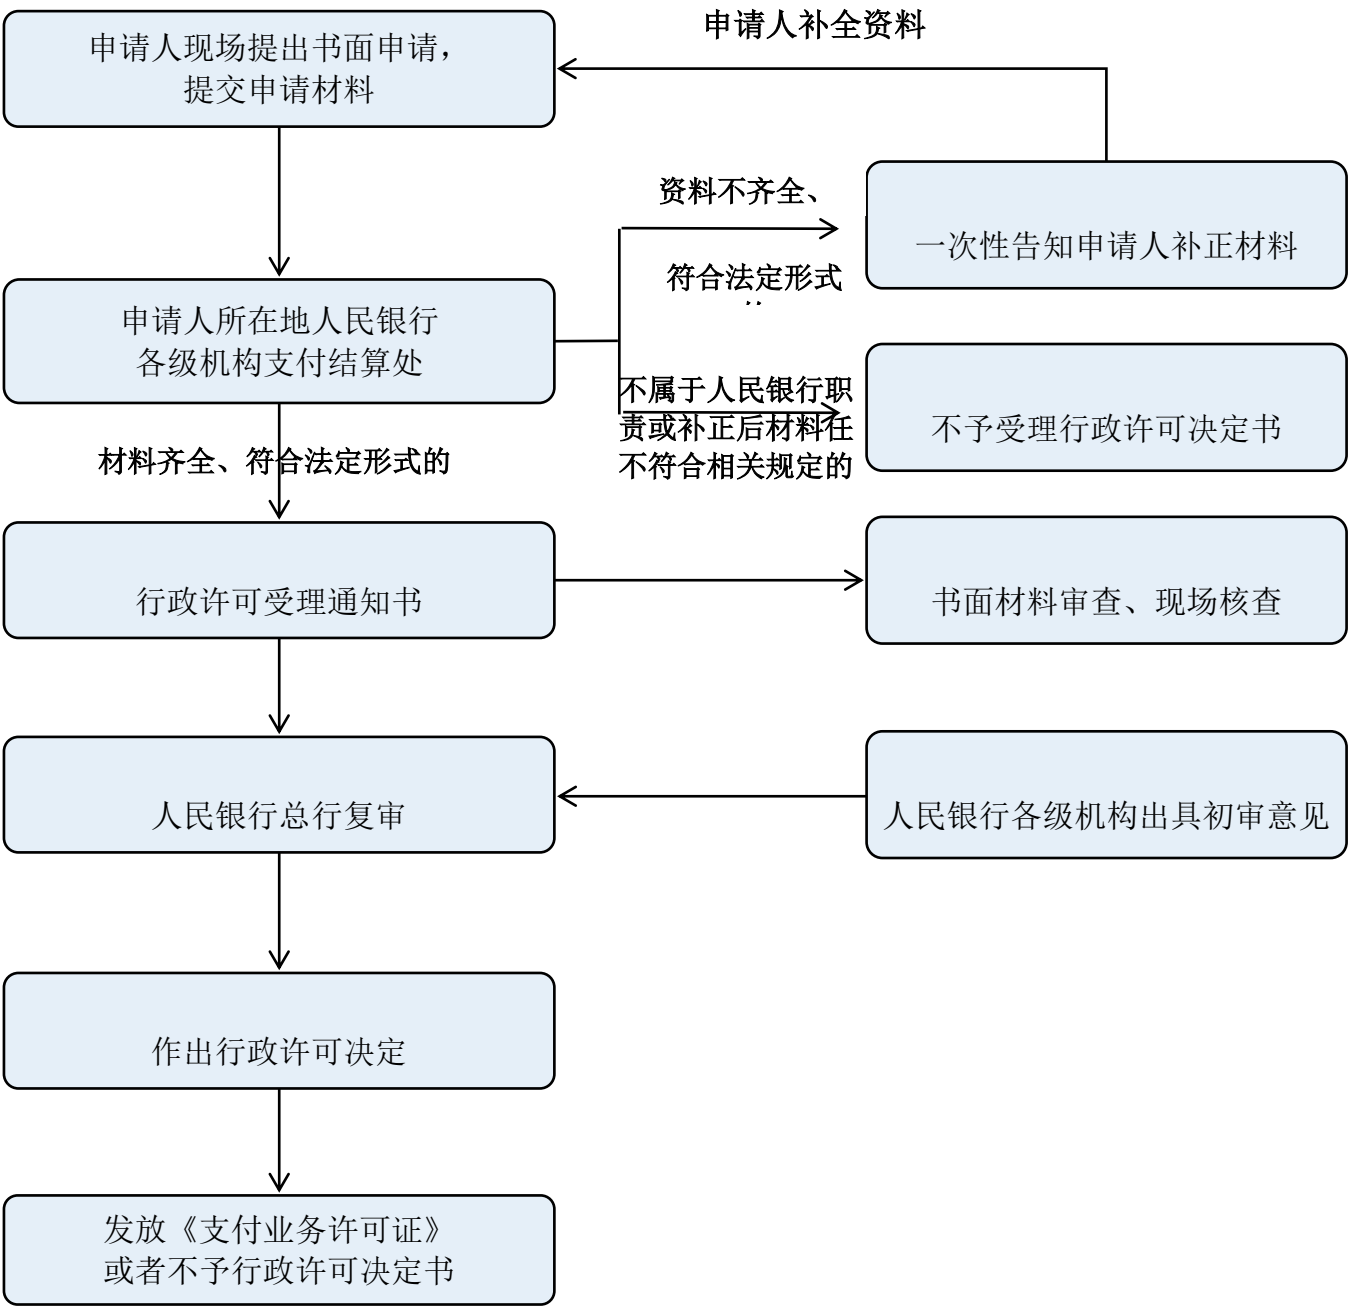 申请人补全资料
申请人现场提出书面申请，
提交申请材料
资料不齐全、
一次性告知申请人补正材料
符合法定形式
申请人所在地人民银行
各级机构支付结算处
不属于人民银行职
责或补正后材料任
不符合相关规定的
不予受理行政许可决定书
材料齐全、符合法定形式的
行政许可受理通知书
书面材料审查、现场核查
人民银行总行复审
人民银行各级机构出具初审意见
作出行政许可决定
发放《支付业务许可证》
或者不予行政许可决定书